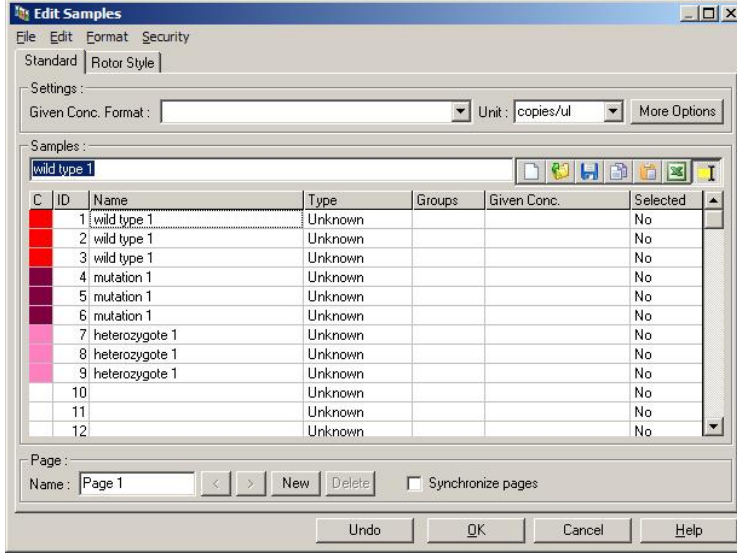 Edit Samples
File Edit Format Security
Standard Rotor Style
Settings :
Given Conc. Format : Unit : copies/ul More Options
Samples :
wild type 1
C ID Name Type Groups Given Conc. Selected
1 wild type 1 Unknown No
2 wild type 1 Unknown No
3 wild type 1 Unknown No
4 mutation 1 Unknown No
5 mutation 1 Unknown No
6 mutation 1 Unknown No
7 heterozygote 1 Unknown No
8 heterozygote 1 Unknown No
9 heterozygote 1 Unknown No
10 Unknown No
11 Unknown No
12 Unknown No
Page :
Name : Page 1 < > New Delete Synchronize pages
Undo OK Cancel Help